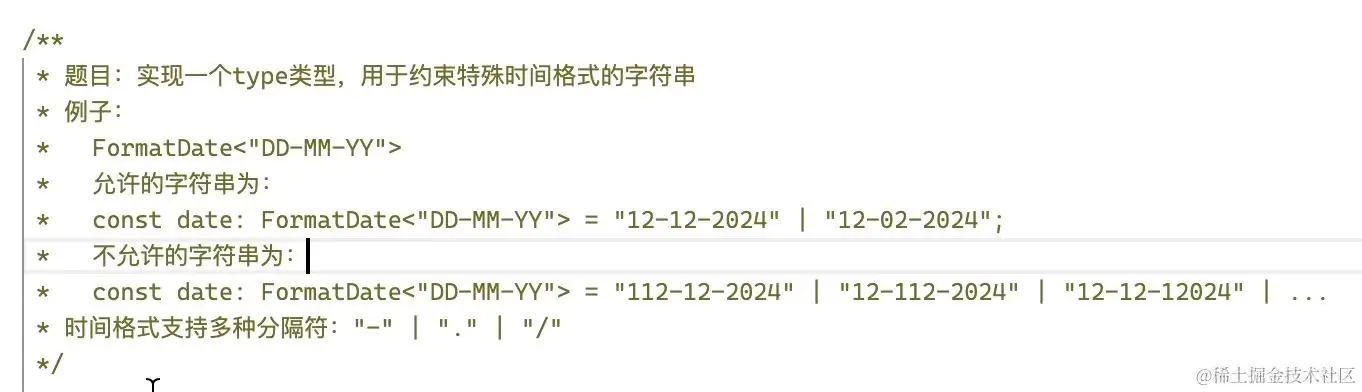 /**
* 题目：实现一个type类型，用于约束特殊时间格式的字符串
* 例子：
*   FormatDate<"DD-MM-YY">
*   允许的字符串为：
*   const date: FormatDate<"DD-MM-YY"> = "12-12-2024" | "12-02-2024";
*   不允许的字符串为：
*   const date: FormatDate<"DD-MM-YY"> = "112-12-2024" | "12-112-2024" | "12-12-12024" | ...
* 时间格式支持多种分隔符："-" | "." | "/"
*/
@稀土掘金技术社区